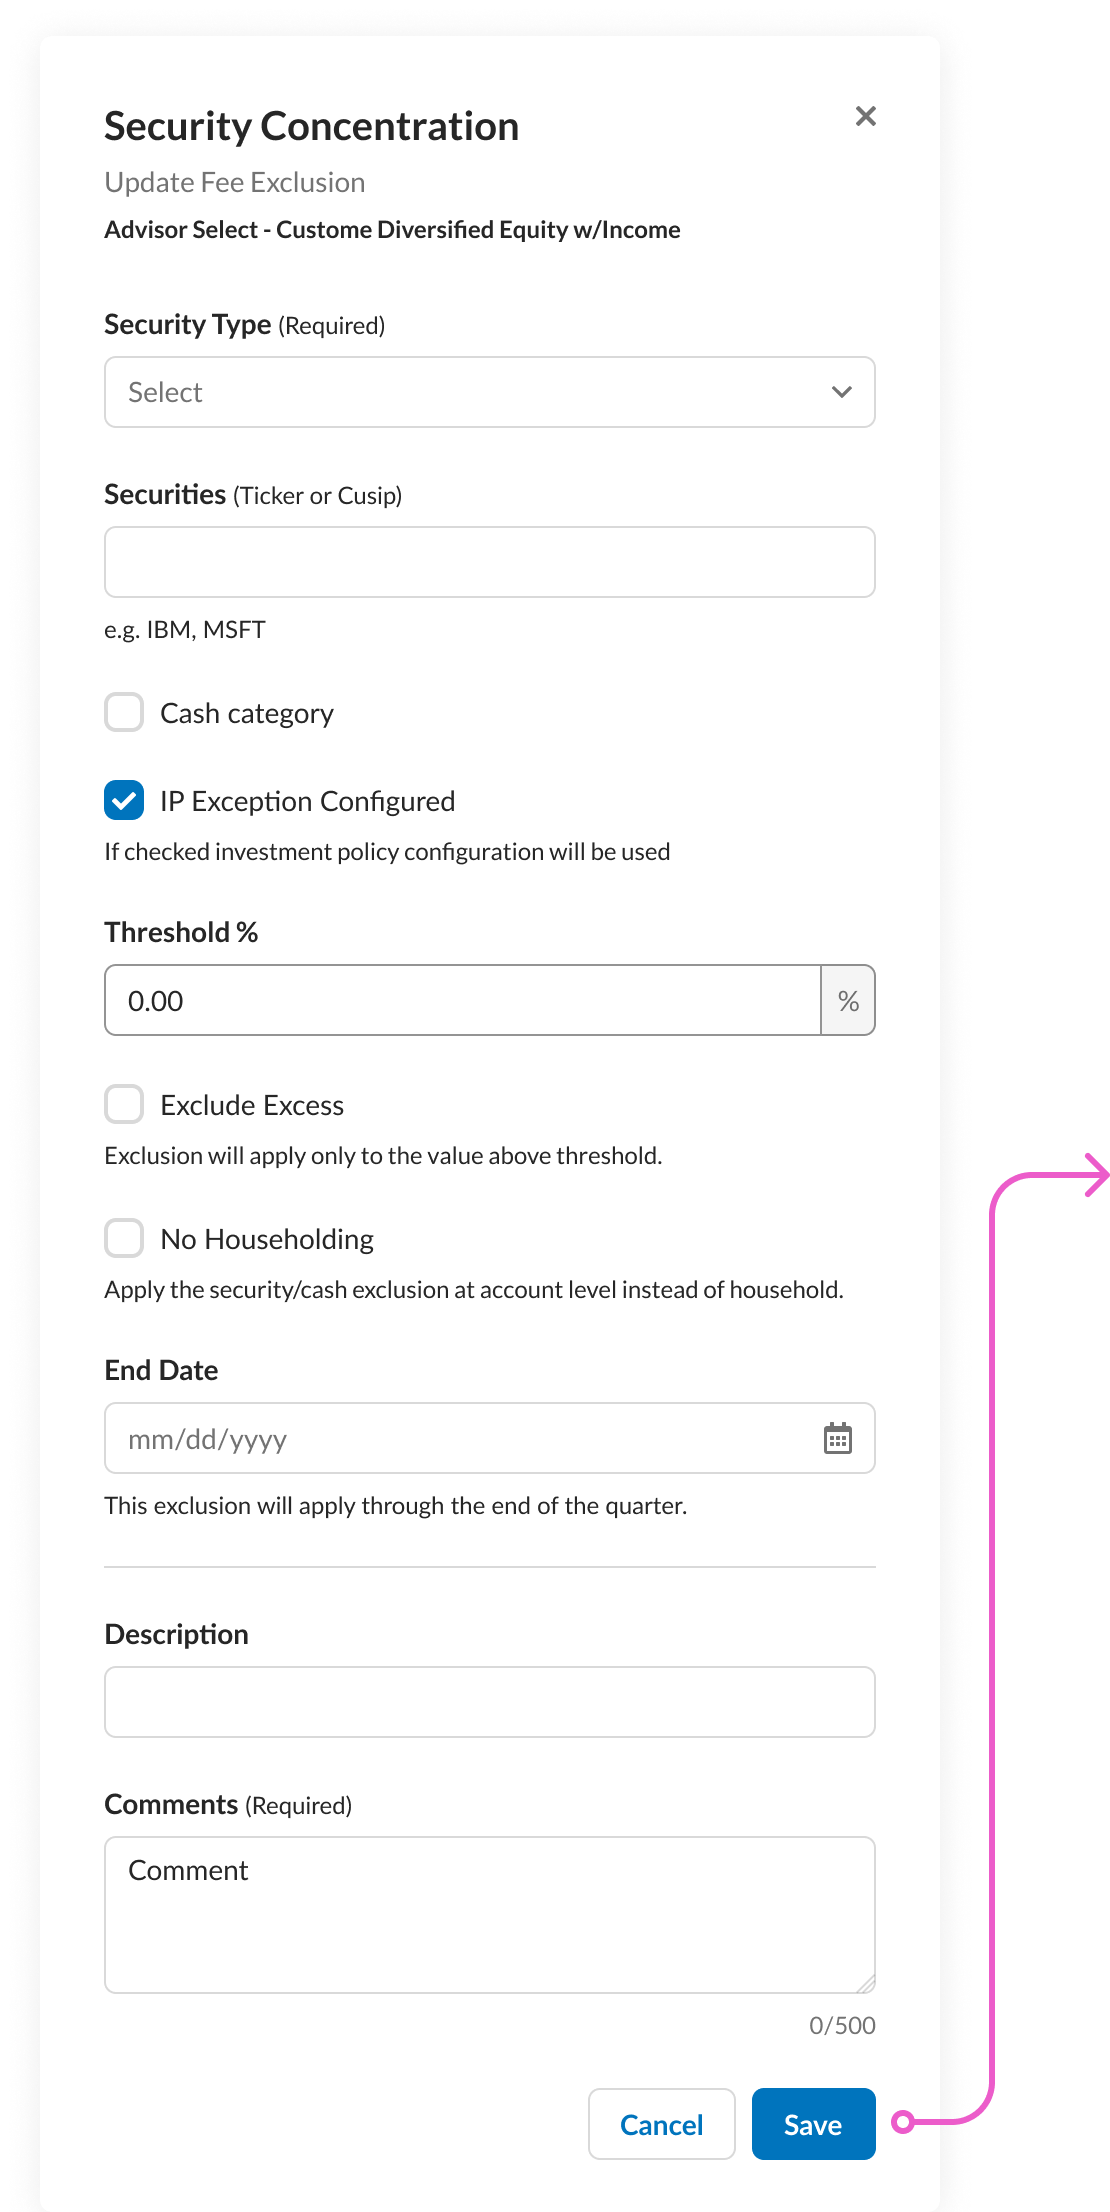 Security Concentration
Update Fee Exclusion
Advisor Select - Custome Diversified Equity w/Income
Security Type (Required)
Select
Securities (Ticker or Cusip)
e.g. IBM, MSFT
Cash category
IP Exception Configured
If checked investment policy configuration will be used
Threshold %
0.00 %
Exclude Excess
Exclusion will apply only to the value above threshold.
No Householding
Apply the security/cash exclusion at account level instead of household.
End Date
mm/dd/yyyy
This exclusion will apply through the end of the quarter.
Description
Comments (Required)
Comment
0/500
Cancel Save